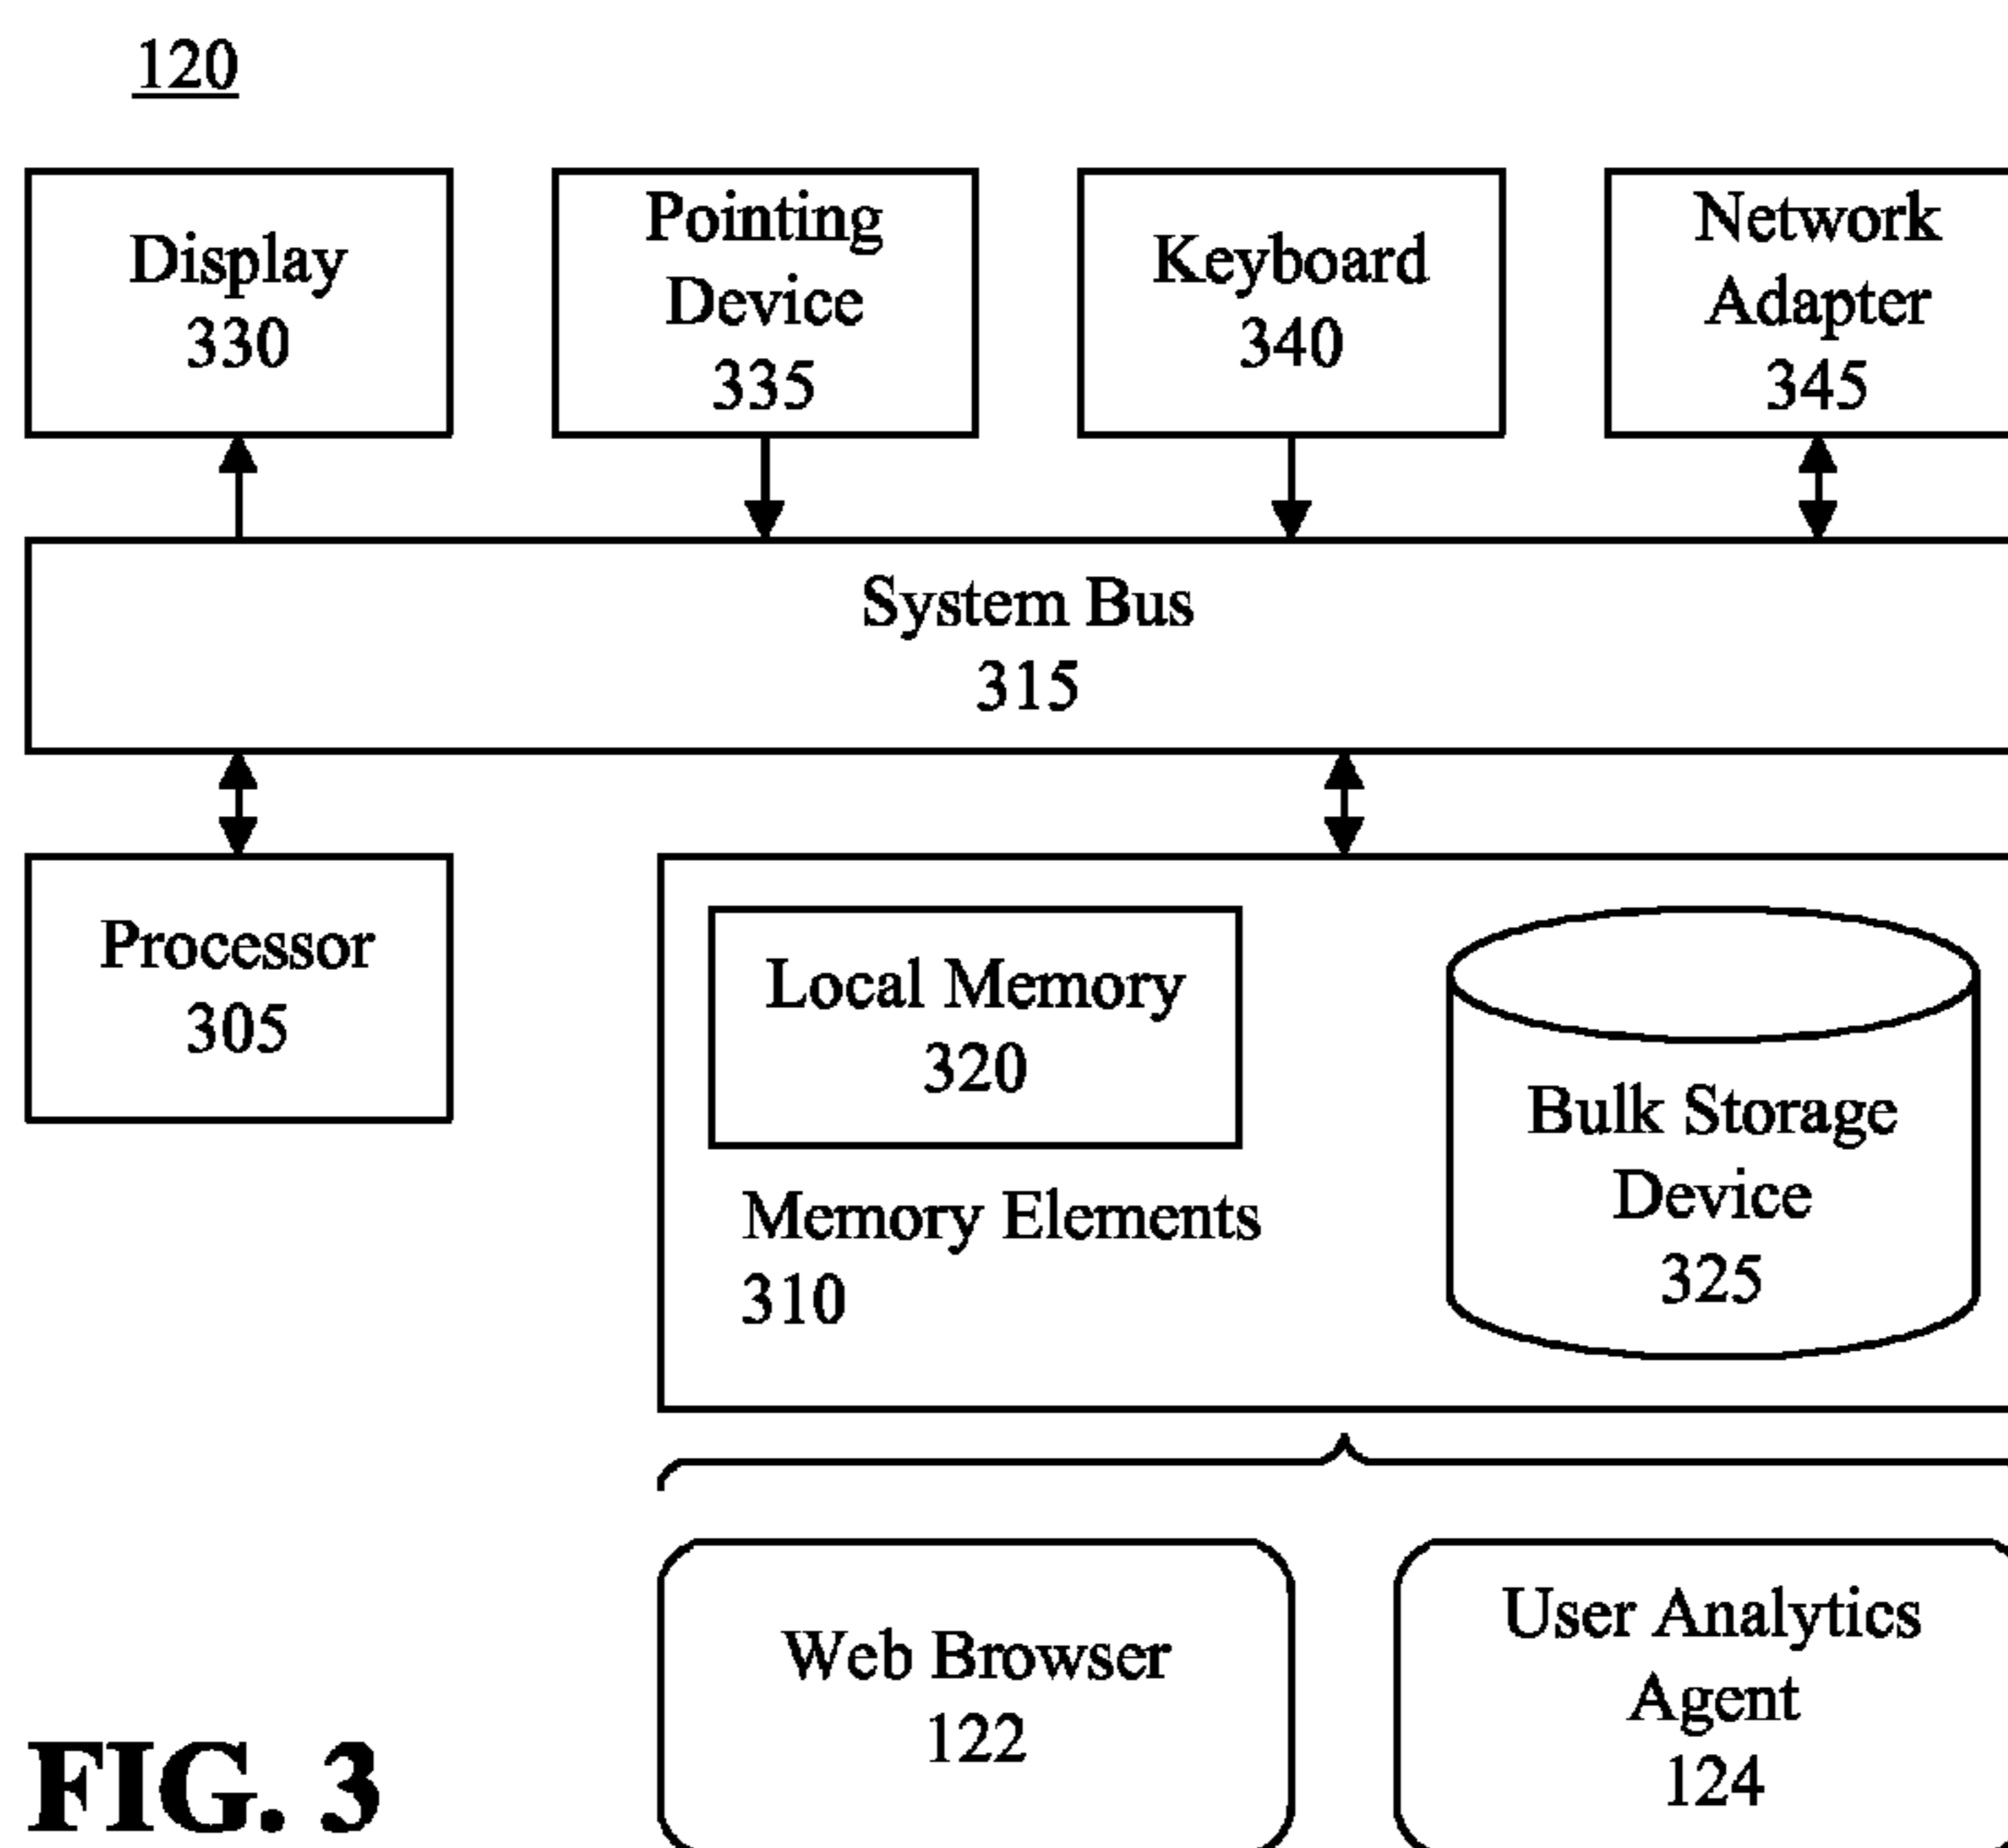 120
Display
330
Pointing
Device
335
Keyboard
340
Network
Adapter
345
System Bus
315
Processor
305
Local Memory
320
Memory Elements
310
Bulk Storage
Device
325
Web Browser
122
User Analytics
Agent
124
FIG. 3